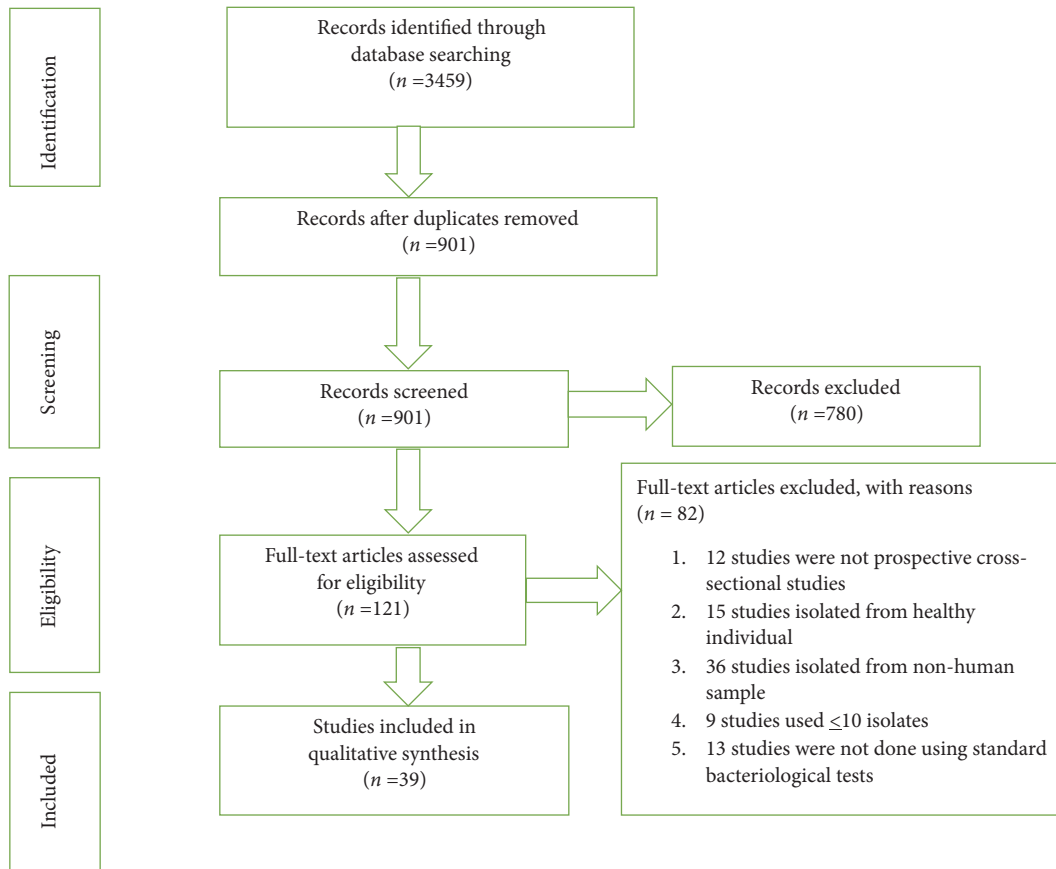 Identification
Records identified through
database searching
(n =3459)
Records after duplicates removed
(n =901)
Screening
Records screened
(n =901)
Records excluded
(n =780)
Eligibility
Full-text articles assessed
for eligibility
(n =121)
Full-text articles excluded, with reasons
(n = 82)
1. 12 studies were not prospective cross-
sectional studies
2. 15 studies isolated from healthy
individual
3. 36 studies isolated from non-human
sample
4. 9 studies used ≤10 isolates
5. 13 studies were not done using standard
bacteriological tests
Included
Studies included in
qualitative synthesis
(n =39)